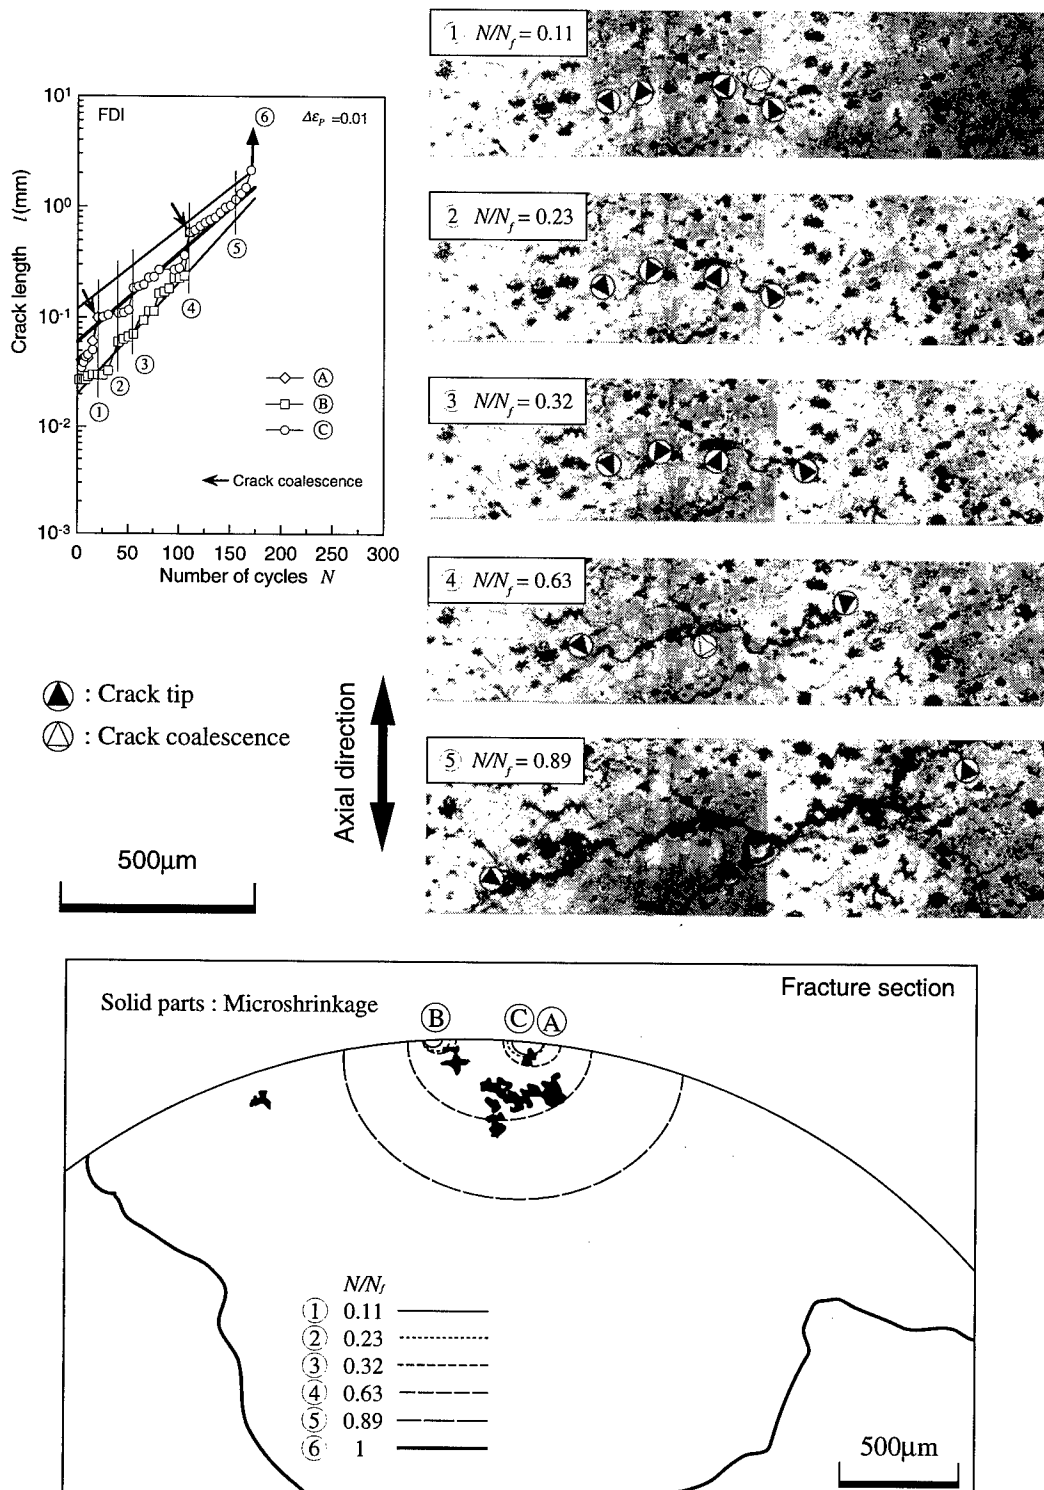 FDI
Δε_P =0.01
⑥
10^1
10^0
10^-1
10^-2
10^-3
Crack length l (mm)
⑤
④
③
②
①
Ⓐ
Ⓑ
Ⓒ
Crack coalescence
0 50 100 150 200 250 300
Number of cycles N
: Crack tip
: Crack coalescence
Axial direction
500μm
① N/N_f = 0.11
② N/N_f = 0.23
③ N/N_f = 0.32
④ N/N_f = 0.63
⑤ N/N_f = 0.89
Fracture section
Solid parts : Microshrinkage
Ⓑ Ⓒ Ⓐ
N/N_f
① 0.11
② 0.23
③ 0.32
④ 0.63
⑤ 0.89
⑥ 1
500μm